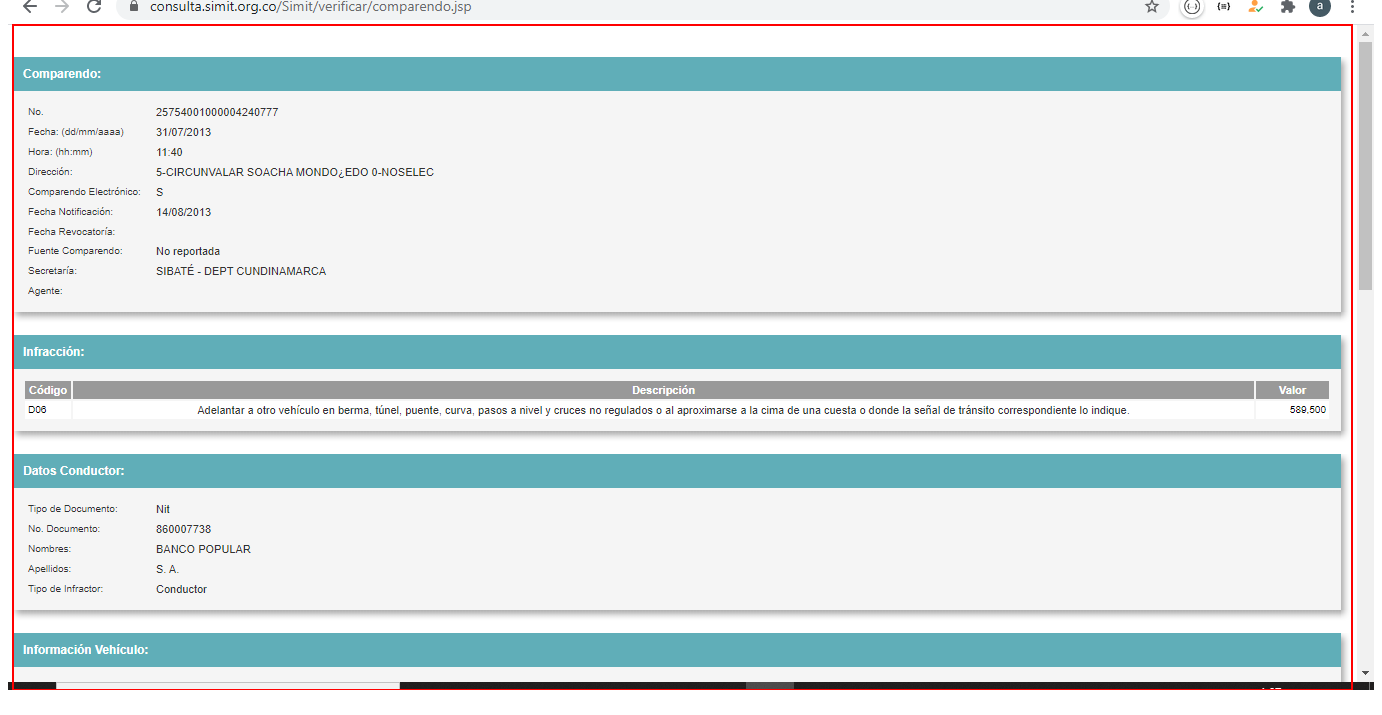 consulta.simit.org.co/Simit/verificar/comparendo.jsp
a
Comparendo:
No. 25754001000004240777
Fecha: (dd/mm/aaaa) 31/07/2013
Hora: (hh:mm) 11:40
Dirección: 5-CIRCUNVALAR SOACHA MONDO¿EDO 0-NOSELEC
Comparendo Electrónico: S
Fecha Notificación: 14/08/2013
Fecha Revocatoría:
Fuente Comparendo: No reportada
Secretaría: SIBATÉ - DEPT CUNDINAMARCA
Agente:
Infracción:
Código Descripción Valor
D06 Adelantar a otro vehículo en berma, túnel, puente, curva, pasos a nivel y cruces no regulados o al aproximarse a la cima de una cuesta o donde la señal de tránsito correspondiente lo indique. 589,500
Datos Conductor:
Tipo de Documento: Nit
No. Documento: 860007738
Nombres: BANCO POPULAR
Apellidos: S. A.
Tipo de Infractor: Conductor
Información Vehículo: